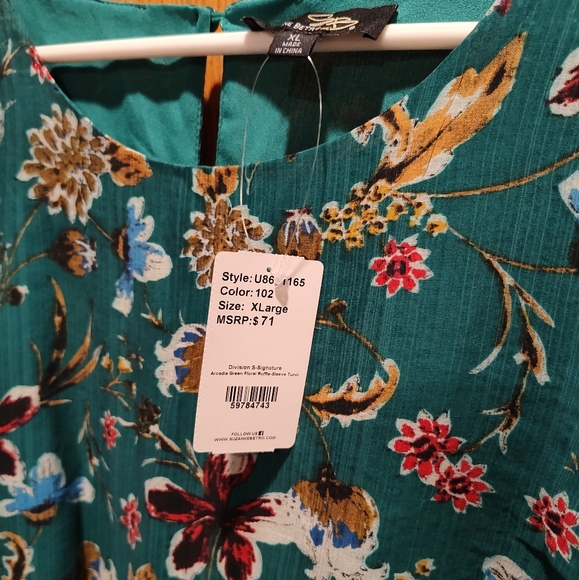 XL
MADE
IN CHINA
Color: 102
Size: XLarge
MSRP:$71
Division S-Signature
Arcadia Green Floral Ruffle-Sleeve Tunic
59784743
FOLLOW US
WWW.SUZANNEBETRO.COM
Style: